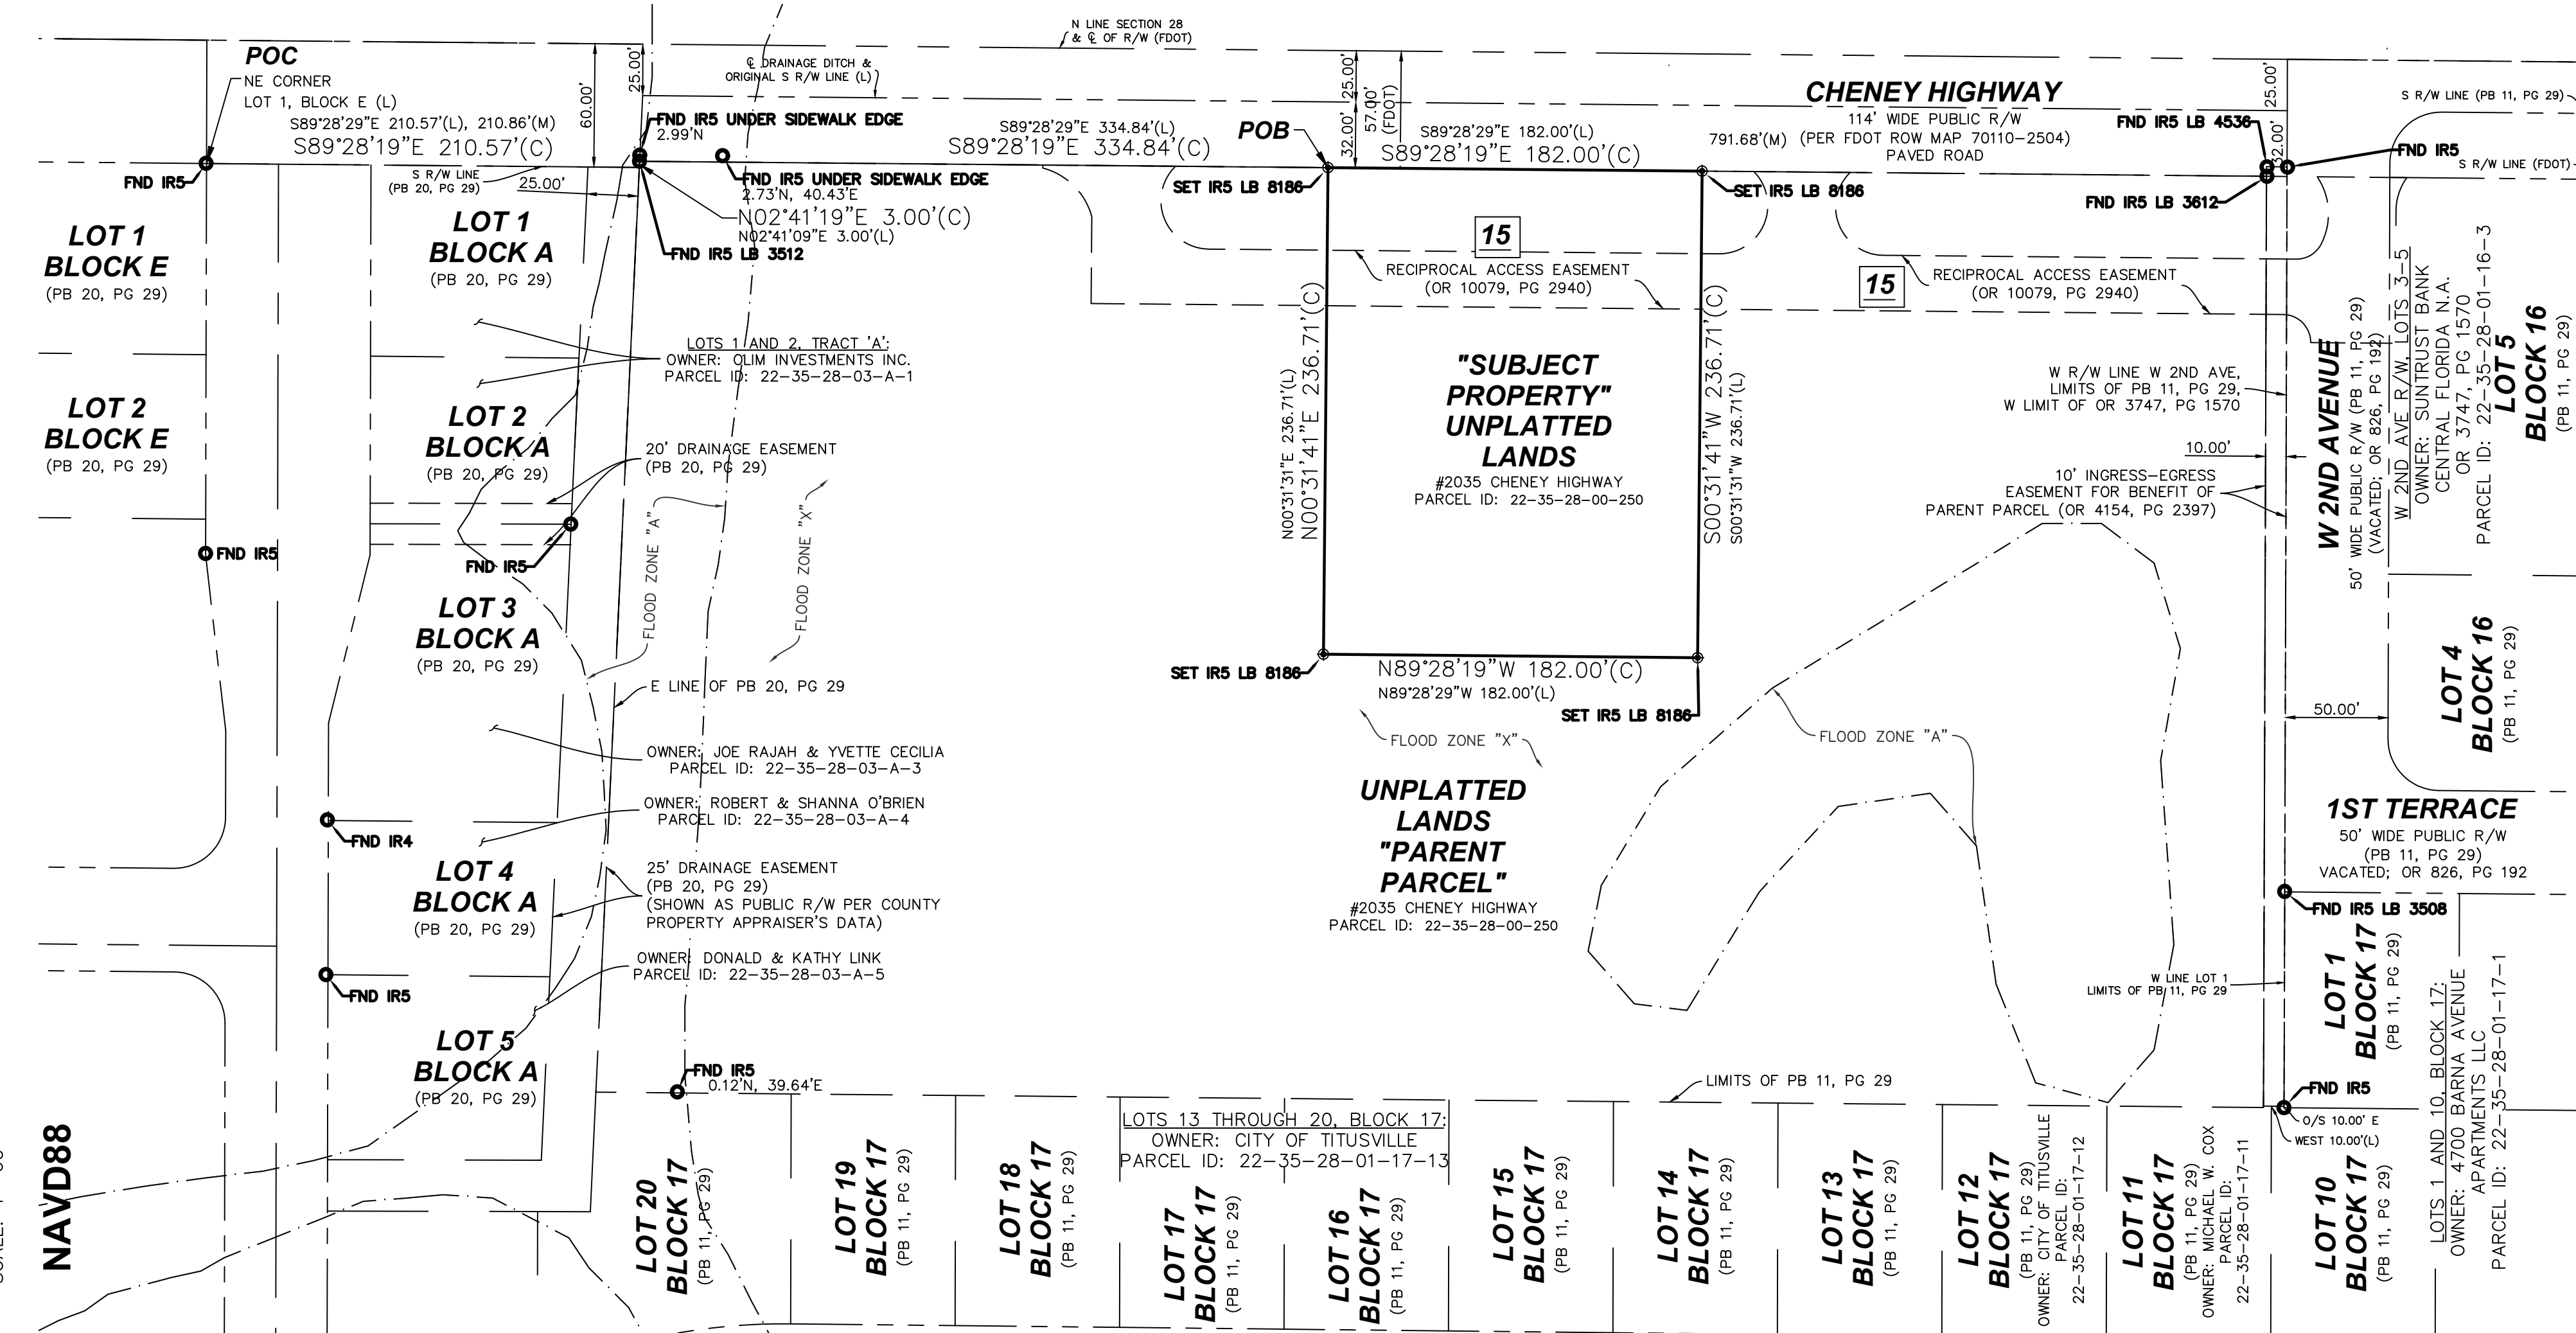 N LINE SECTION 28
& ℄ OF R/W (FDOT)
POC
NE CORNER
LOT 1, BLOCK E (L)
S89°28'29"E 210.57'(L), 210.86'(M)
S89°28'19"E 210.57'(C)
FND IR5
S R/W LINE
(PB 20, PG 29)
25.00'
60.00'
25.00'
℄ DRAINAGE DITCH &
ORIGINAL S R/W LINE (L)
FND IR5 UNDER SIDEWALK EDGE
2.99'N
FND IR5 UNDER SIDEWALK EDGE
2.73'N, 40.43'E
N02°41'19"E 3.00'(C)
N02°41'09"E 3.00'(L)
FND IR5 LB 3512
S89°28'29"E 334.84'(L)
S89°28'19"E 334.84'(C)
POB
SET IR5 LB 8186
25.00'
32.00'
57.00'
(FDOT)
S89°28'29"E 182.00'(L)
S89°28'19"E 182.00'(C)
SET IR5 LB 8186
CHENEY HIGHWAY
114' WIDE PUBLIC R/W
791.68'(M) (PER FDOT ROW MAP 70110-2504)
PAVED ROAD
FND IR5 LB 4536
25.00'
32.00'
FND IR5
FND IR5 LB 3612
S R/W LINE (PB 11, PG 29)
S R/W LINE (FDOT)
LOT 1
BLOCK E
(PB 20, PG 29)
LOT 1
BLOCK A
(PB 20, PG 29)
15
RECIPROCAL ACCESS EASEMENT
(OR 10079, PG 2940)
15
RECIPROCAL ACCESS EASEMENT
(OR 10079, PG 2940)
LOTS 1 AND 2, TRACT 'A':
OWNER: OLIM INVESTMENTS INC.
PARCEL ID: 22-35-28-03-A-1
LOT 2
BLOCK E
(PB 20, PG 29)
LOT 2
BLOCK A
(PB 20, PG 29)
20' DRAINAGE EASEMENT
(PB 20, PG 29)
FND IR5
FND IR5
FLOOD ZONE "A"
FLOOD ZONE "X"
N00°31'31"E 236.71'(L)
N00°31'41"E 236.71'(C)
"SUBJECT
PROPERTY"
UNPLATTED
LANDS
#2035 CHENEY HIGHWAY
PARCEL ID: 22-35-28-00-250
S00°31'41"W 236.71'(C)
S00°31'31"W 236.71'(L)
W R/W LINE W 2ND AVE,
LIMITS OF PB 11, PG 29,
W LIMIT OF OR 3747, PG 1570
10.00'
10' INGRESS-EGRESS
EASEMENT FOR BENEFIT OF
PARENT PARCEL (OR 4154, PG 2397)
W 2ND AVENUE
50' WIDE PUBLIC R/W (PB 11, PG 29)
(VACATED; OR 826, PG 192)
W 2ND AVE R/W, LOTS 3-5
OWNER: SUNTRUST BANK
CENTRAL FLORIDA N.A.
OR 3747, PG 1570
PARCEL ID: 22-35-28-01-16-3
LOT 5
BLOCK 16
(PB 11, PG 29)
LOT 3
BLOCK A
(PB 20, PG 29)
E LINE OF PB 20, PG 29
SET IR5 LB 8186
N89°28'19"W 182.00'(C)
N89°28'29"W 182.00'(L)
SET IR5 LB 8186
FLOOD ZONE "X"
FLOOD ZONE "A"
50.00'
LOT 4
BLOCK 16
(PB 11, PG 29)
OWNER: JOE RAJAH & YVETTE CECILIA
PARCEL ID: 22-35-28-03-A-3
OWNER: ROBERT & SHANNA O'BRIEN
PARCEL ID: 22-35-28-03-A-4
FND IR4
UNPLATTED
LANDS
"PARENT
PARCEL"
#2035 CHENEY HIGHWAY
PARCEL ID: 22-35-28-00-250
1ST TERRACE
50' WIDE PUBLIC R/W
(PB 11, PG 29)
VACATED; OR 826, PG 192
LOT 4
BLOCK A
(PB 20, PG 29)
25' DRAINAGE EASEMENT
(PB 20, PG 29)
(SHOWN AS PUBLIC R/W PER COUNTY
PROPERTY APPRAISER'S DATA)
FND IR5 LB 3508
OWNER: DONALD & KATHY LINK
PARCEL ID: 22-35-28-03-A-5
FND IR5
W LINE LOT 1
LIMITS OF PB 11, PG 29
LOT 1
BLOCK 17
(PB 11, PG 29)
LOTS 1 AND 10, BLOCK 17:
OWNER: 4700 BARNA AVENUE
APARTMENTS LLC
PARCEL ID: 22-35-28-01-17-1
LOT 5
BLOCK A
(PB 20, PG 29)
FND IR5
0.12'N, 39.64'E
LIMITS OF PB 11, PG 29
FND IR5
O/S 10.00' E
WEST 10.00'(L)
NAVD88
LOTS 13 THROUGH 20, BLOCK 17:
OWNER: CITY OF TITUSVILLE
PARCEL ID: 22-35-28-01-17-13
LOT 20
BLOCK 17
(PB 11, PG 29)
LOT 19
BLOCK 17
(PB 11, PG 29)
LOT 18
BLOCK 17
(PB 11, PG 29)
LOT 17
BLOCK 17
(PB 11, PG 29)
LOT 16
BLOCK 17
(PB 11, PG 29)
LOT 15
BLOCK 17
(PB 11, PG 29)
LOT 14
BLOCK 17
(PB 11, PG 29)
LOT 13
BLOCK 17
(PB 11, PG 29)
LOT 12
BLOCK 17
(PB 11, PG 29)
OWNER: CITY OF TITUSVILLE
PARCEL ID:
22-35-28-01-17-12
LOT 11
BLOCK 17
(PB 11, PG 29)
OWNER: MICHAEL W. COX
PARCEL ID:
22-35-28-01-17-11
LOT 10
BLOCK 17
(PB 11, PG 29)